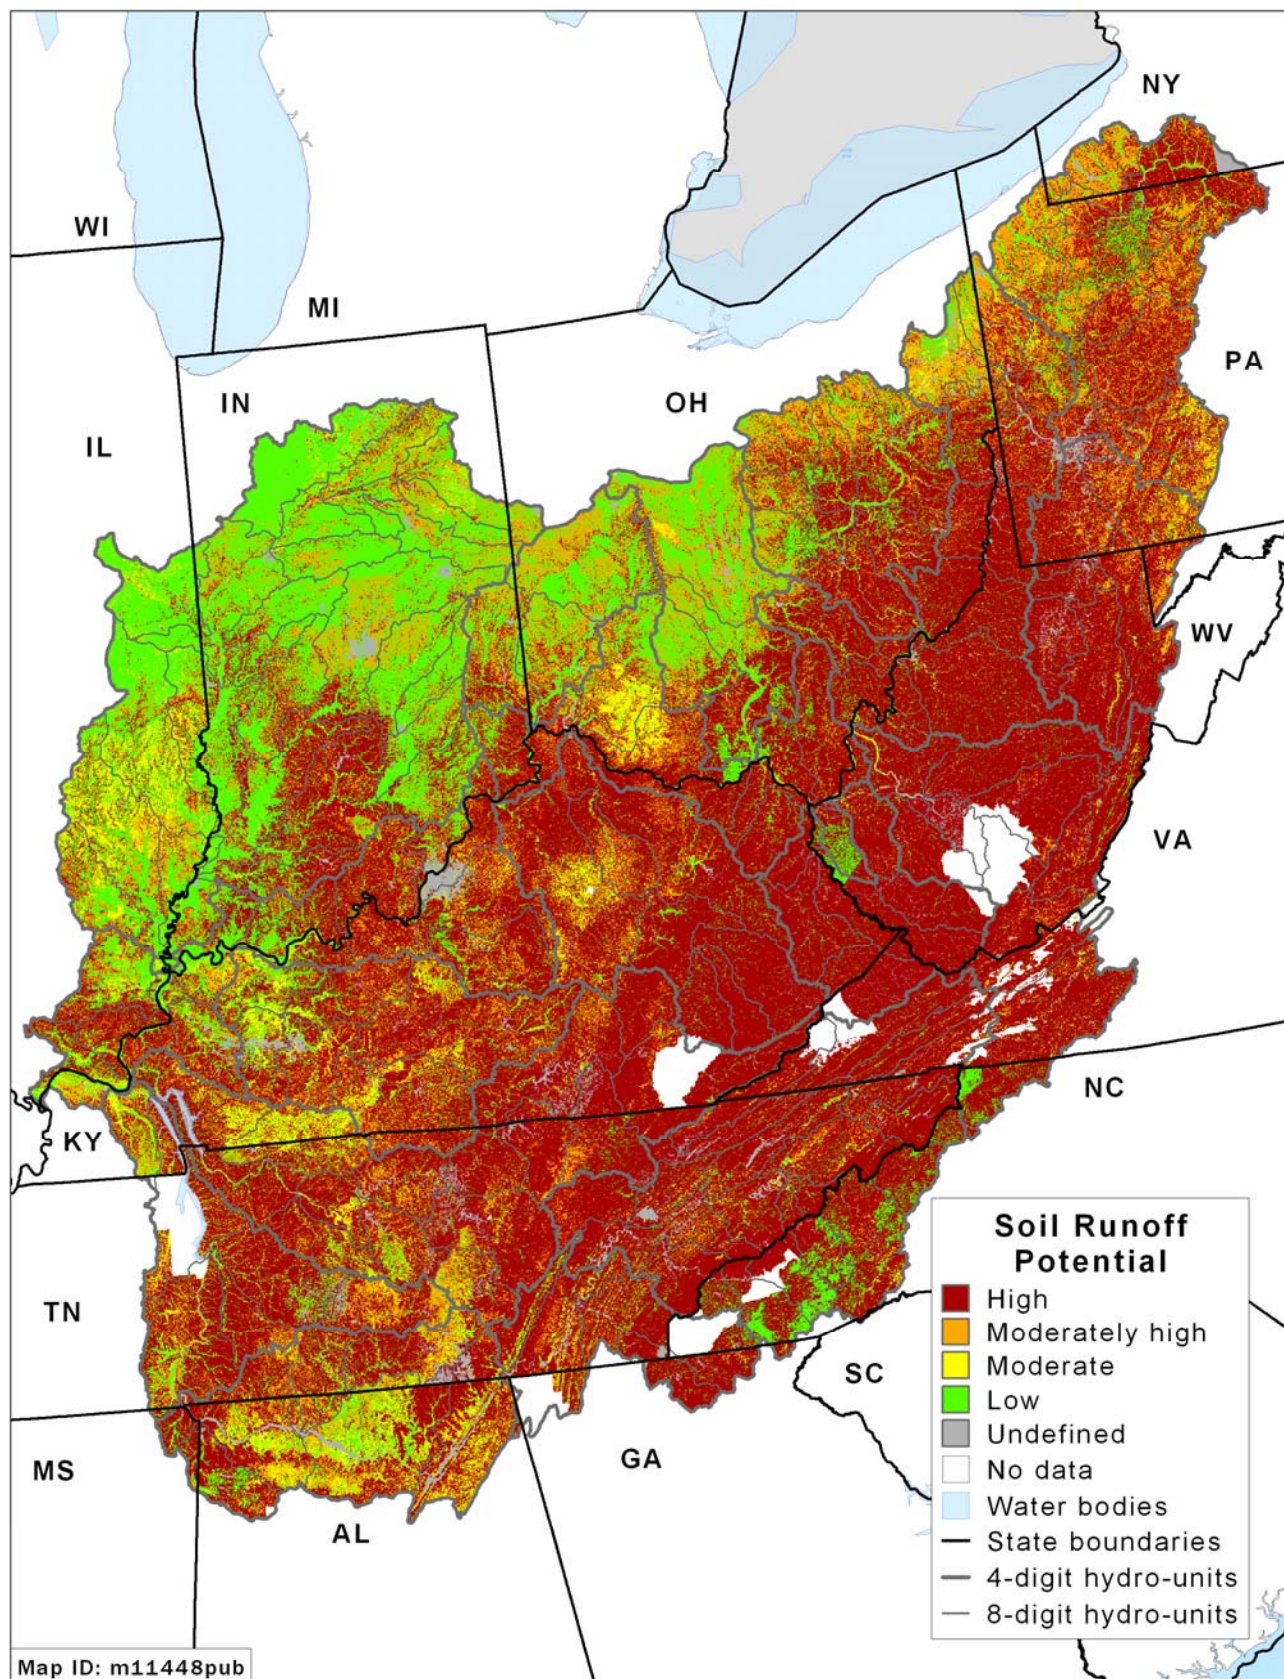 NY
WI
MI
PA
IN
OH
IL
WV
VA
NC
KY
TN
SC
MS
GA
AL
Soil Runoff
Potential
High
Moderately high
Moderate
Low
Undefined
No data
Water bodies
State boundaries
4-digit hydro-units
8-digit hydro-units
Map ID: m11448pub